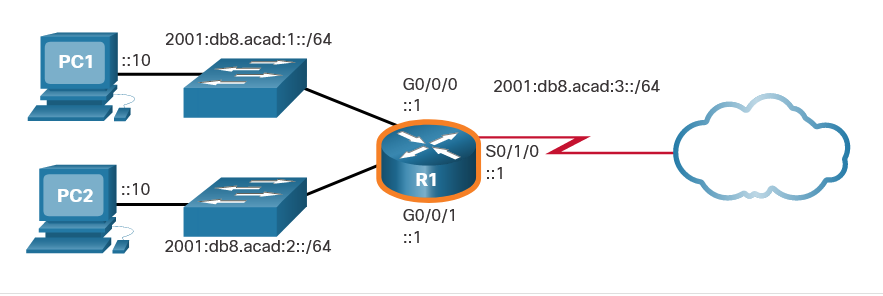 2001:db8.acad:1::/64
PC1
::10
G0/0/0
::1
2001:db8.acad:3::/64
S0/1/0
::1
R1
PC2
::10
G0/0/1
::1
2001:db8.acad:2::/64